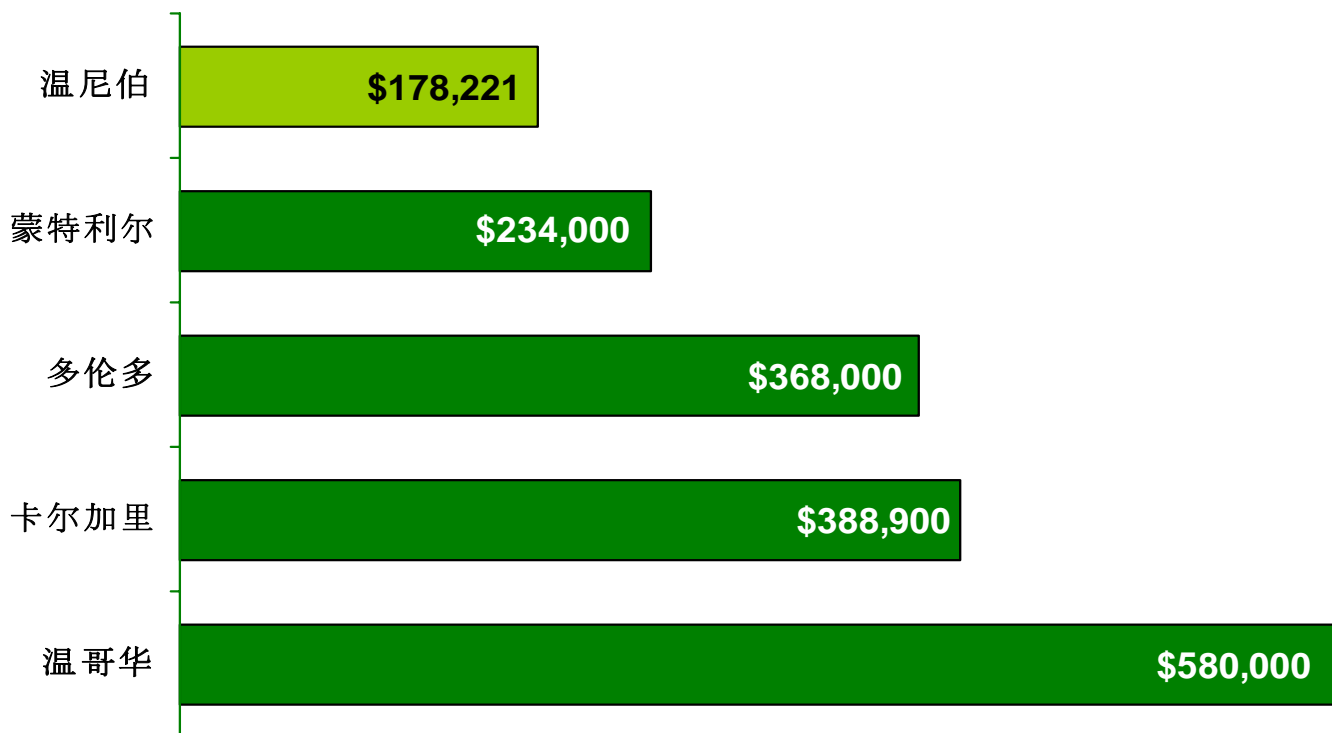 温尼伯 $178,221
蒙特利尔 $234,000
多伦多 $368,000
卡尔加里 $388,900
温哥华 $580,000